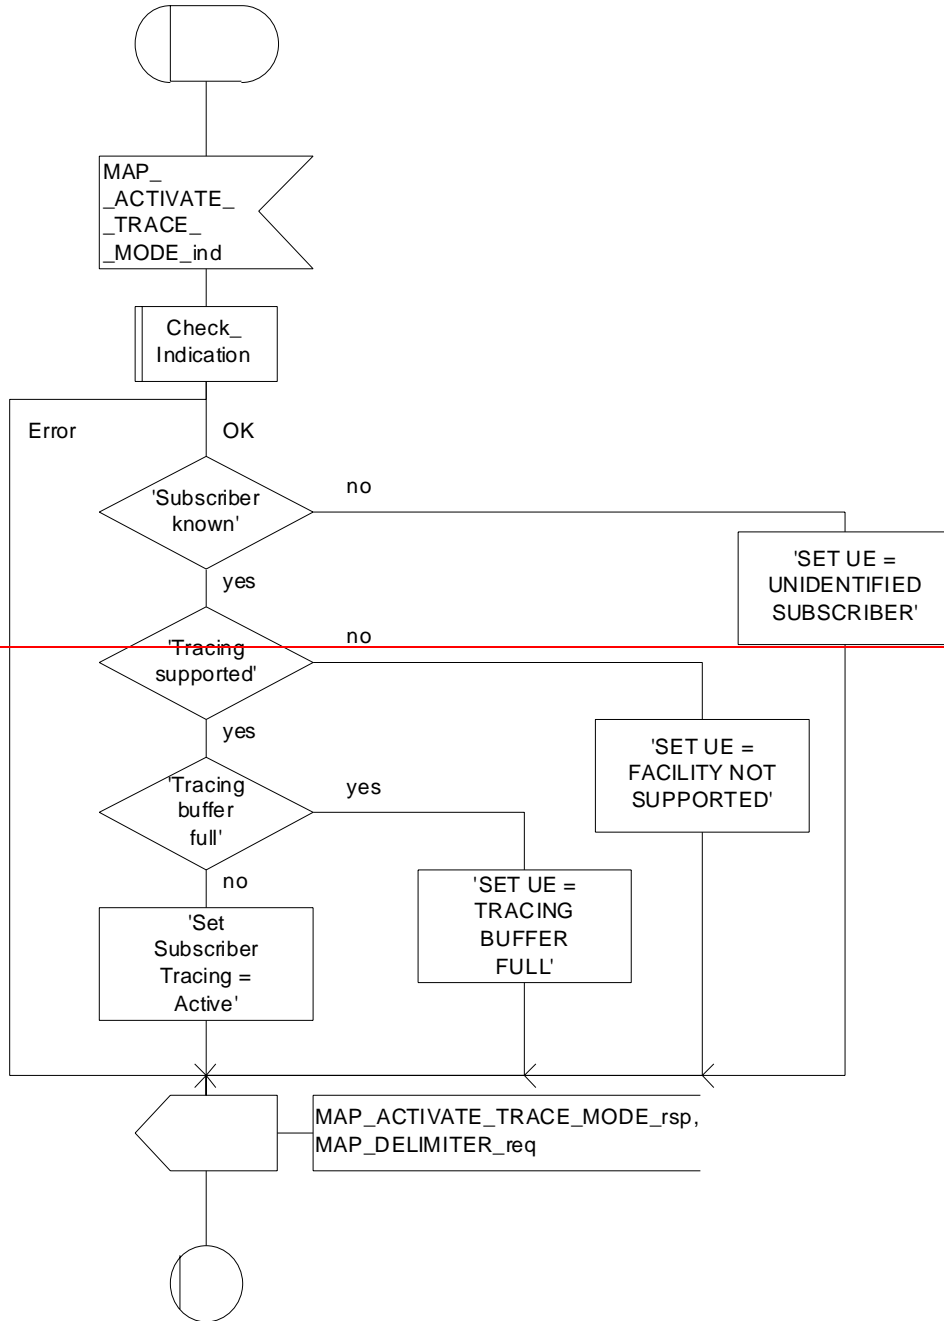 MAP_
_ACTIVATE_
_TRACE_
_MODE_ind
Check_
Indication
Error
OK
'Subscriber
known'
no
'SET UE =
UNIDENTIFIED
SUBSCRIBER'
yes
'Tracing
supported'
no
'SET UE =
FACILITY NOT
SUPPORTED'
yes
'Tracing
buffer
full'
yes
'SET UE =
TRACING
BUFFER
FULL'
no
'Set
Subscriber
Tracing =
Active'
MAP_ACTIVATE_TRACE_MODE_rsp,
MAP_DELIMITER_req